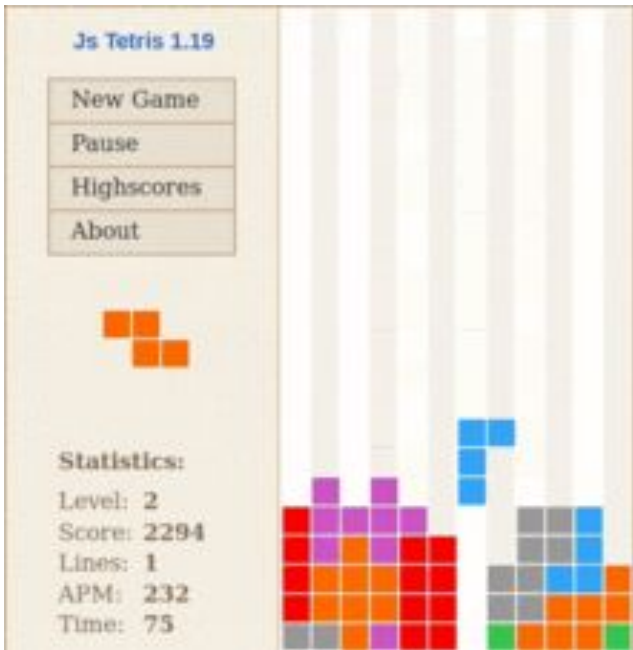 Js Tetris 1.19
New Game
Pause
Highscores
About
Statistics:
Level: 2
Score: 2294
Lines: 1
APM: 232
Time: 75